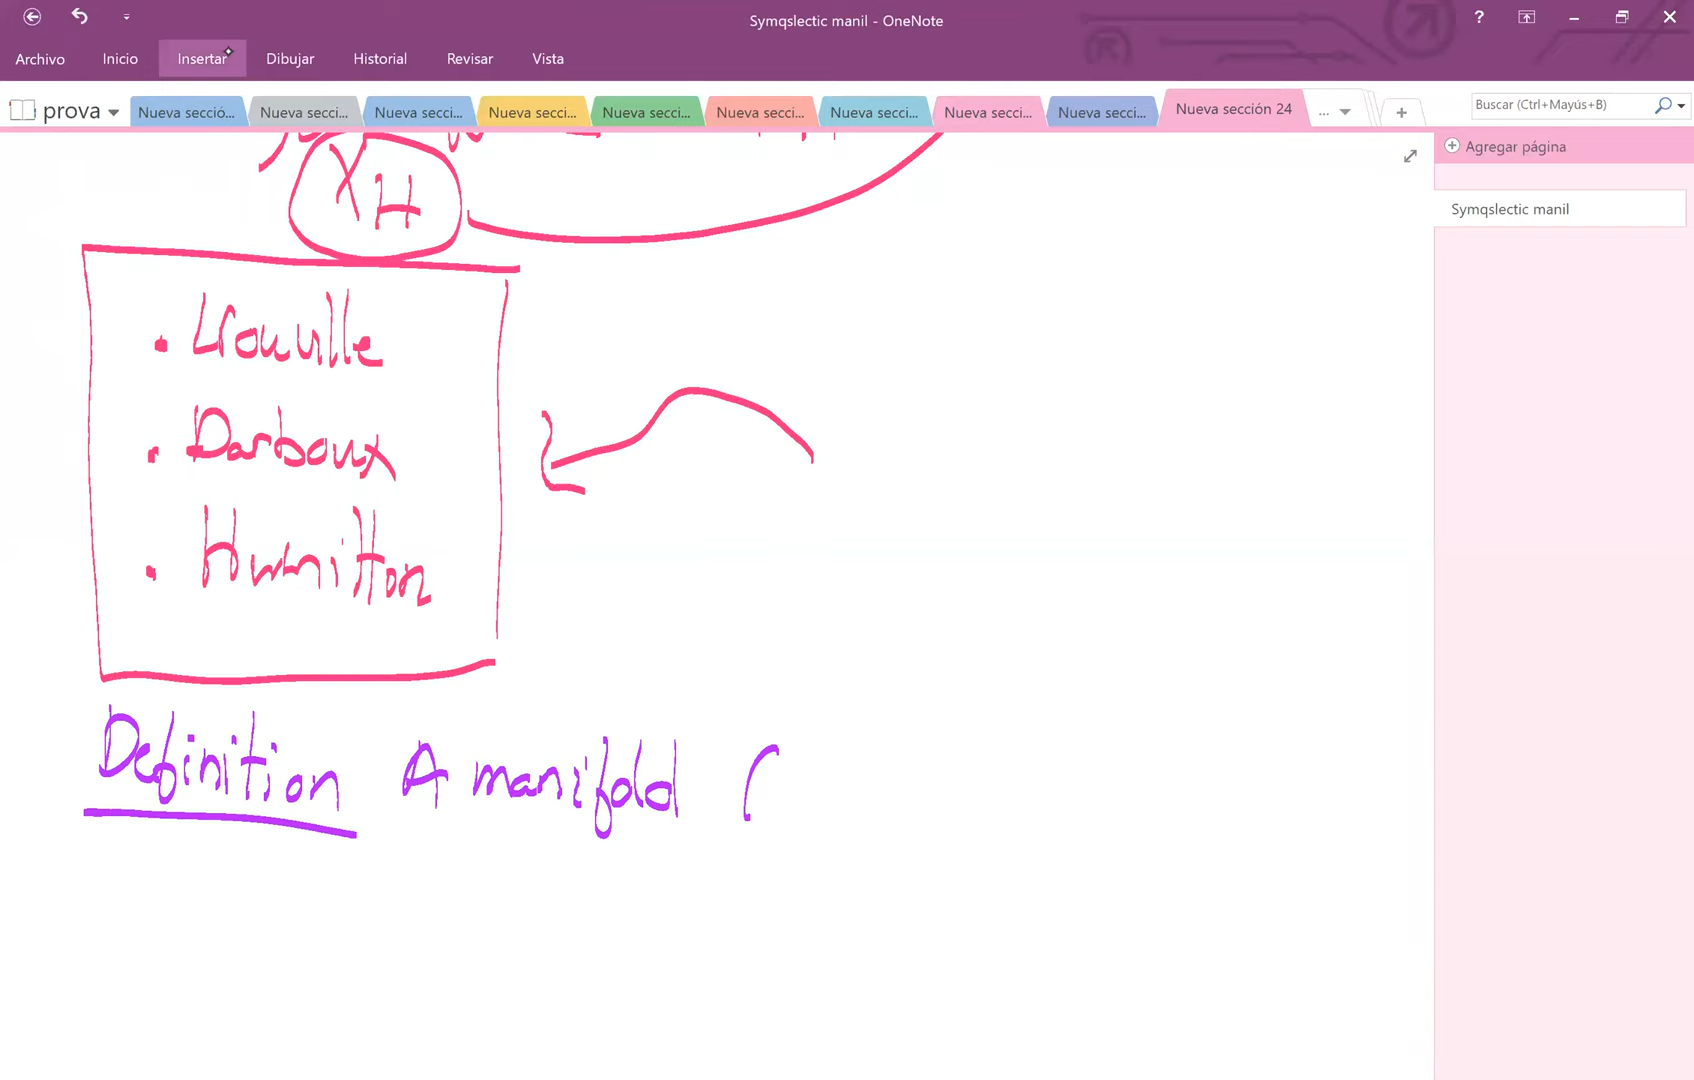 Symqslectic manil - OneNote
?
Archivo
Inicio
Insertar
Dibujar
Historial
Revisar
Vista
prova
Nueva secció...
Nueva secci...
Nueva secci...
Nueva secci...
Nueva secci...
Nueva secci...
Nueva secci...
Nueva secci...
Nueva secci...
Nueva sección 24
...
+
Buscar (Ctrl+Mayús+B)
Agregar página
Symqslectic manil
XH
. Liouville
. Darboux
. Hamilton
Definition A manifold (